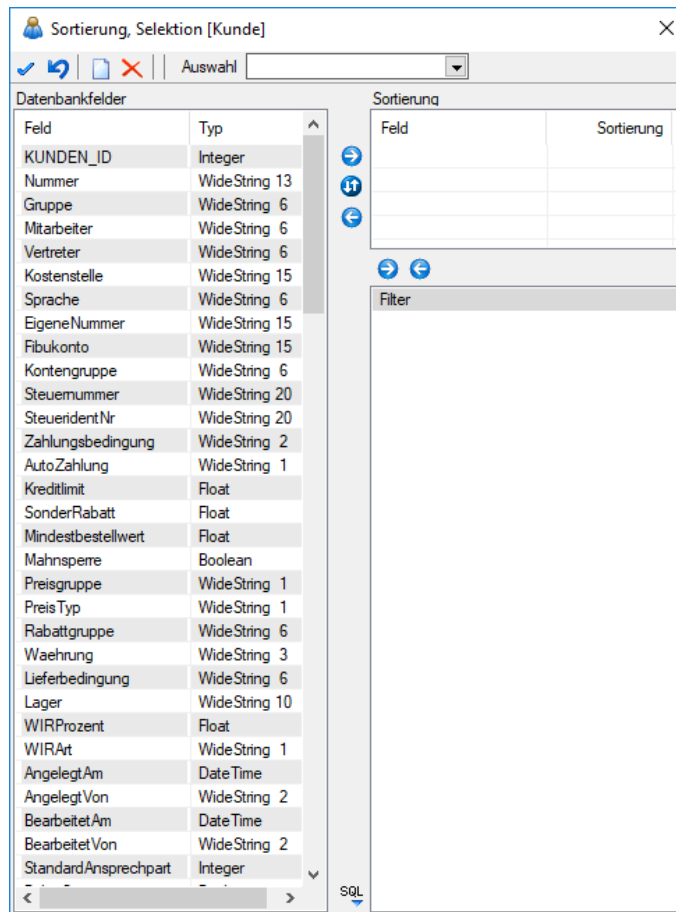 Sortierung, Selektion [Kunde]
Auswahl
Datenbankfelder
Feld Typ
KUNDEN_ID Integer
Nummer WideString 13
Gruppe WideString 6
Mitarbeiter WideString 6
Vertreter WideString 6
Kostenstelle WideString 15
Sprache WideString 6
EigeneNummer WideString 15
Fibukonto WideString 15
Kontengruppe WideString 6
Steuernummer WideString 20
SteueridentNr WideString 20
Zahlungsbedingung WideString 2
AutoZahlung WideString 1
Kreditlimit Float
SonderRabatt Float
Mindestbestellwert Float
Mahnsperre Boolean
Preisgruppe WideString 1
PreisTyp WideString 1
Rabattgruppe WideString 6
Waehrung WideString 3
Lieferbedingung WideString 6
Lager WideString 10
WIRProzent Float
WIRArt WideString 1
AngelegtAm DateTime
AngelegtVon WideString 2
BearbeitetAm DateTime
BearbeitetVon WideString 2
StandardAnsprechpart Integer
SQL
Sortierung
Feld Sortierung
Filter